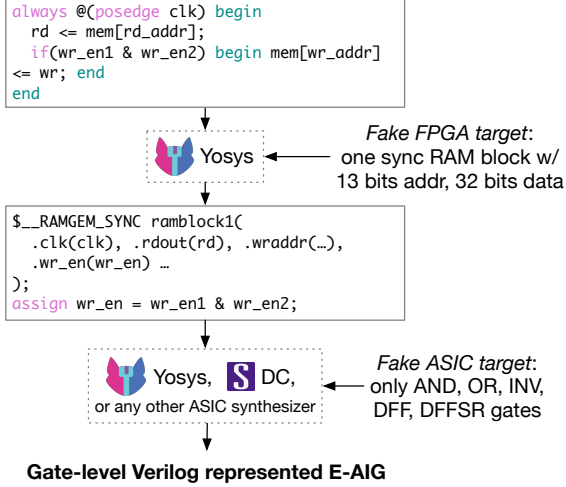 always @(posedge clk) begin
rd <= mem[rd_addr];
if(wr_en1 & wr_en2) begin mem[wr_addr]
<= wr; end
end
Yosys
Fake FPGA target:
one sync RAM block w/
13 bits addr, 32 bits data
$__RAMGEM_SYNC ramblock1(
.clk(clk), .rdout(rd), .wraddr(…),
.wr_en(wr_en) …
);
assign wr_en = wr_en1 & wr_en2;
Yosys, S DC,
or any other ASIC synthesizer
Fake ASIC target:
only AND, OR, INV,
DFF, DFFSR gates
Gate-level Verilog represented E-AIG